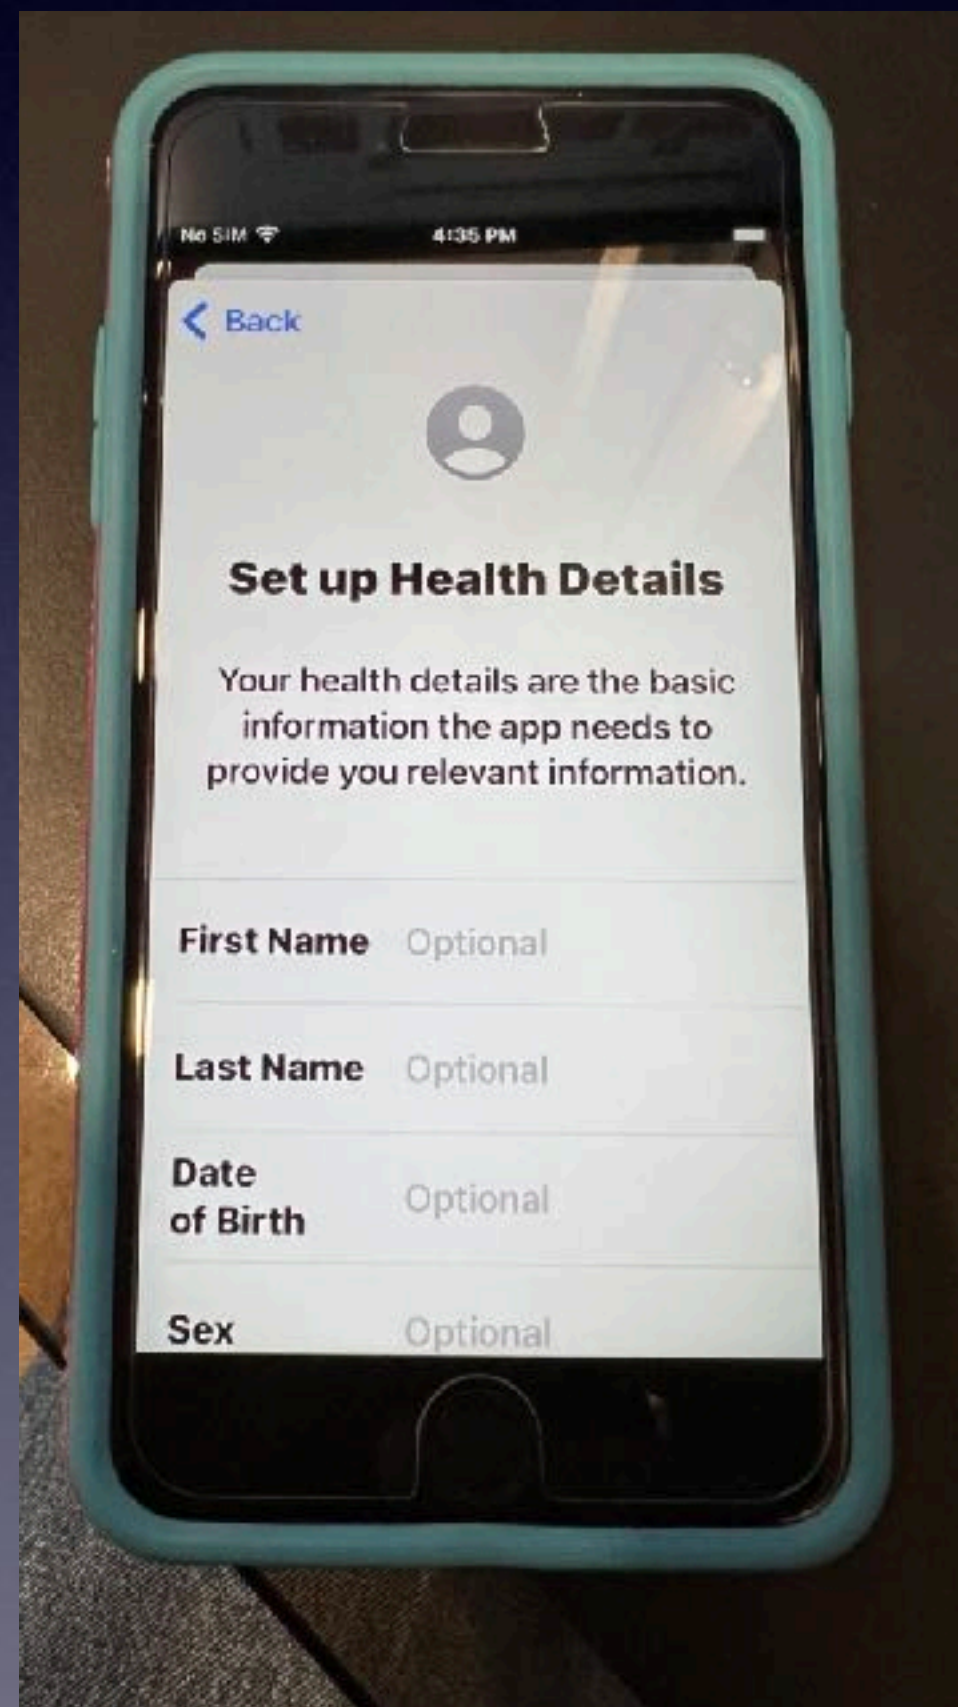 No SIM
4:35 PM
Back
Set up Health Details
Your health details are the basic
information the app needs to
provide you relevant information.
First Name Optional
Last Name Optional
Date
of Birth Optional
Sex Optional